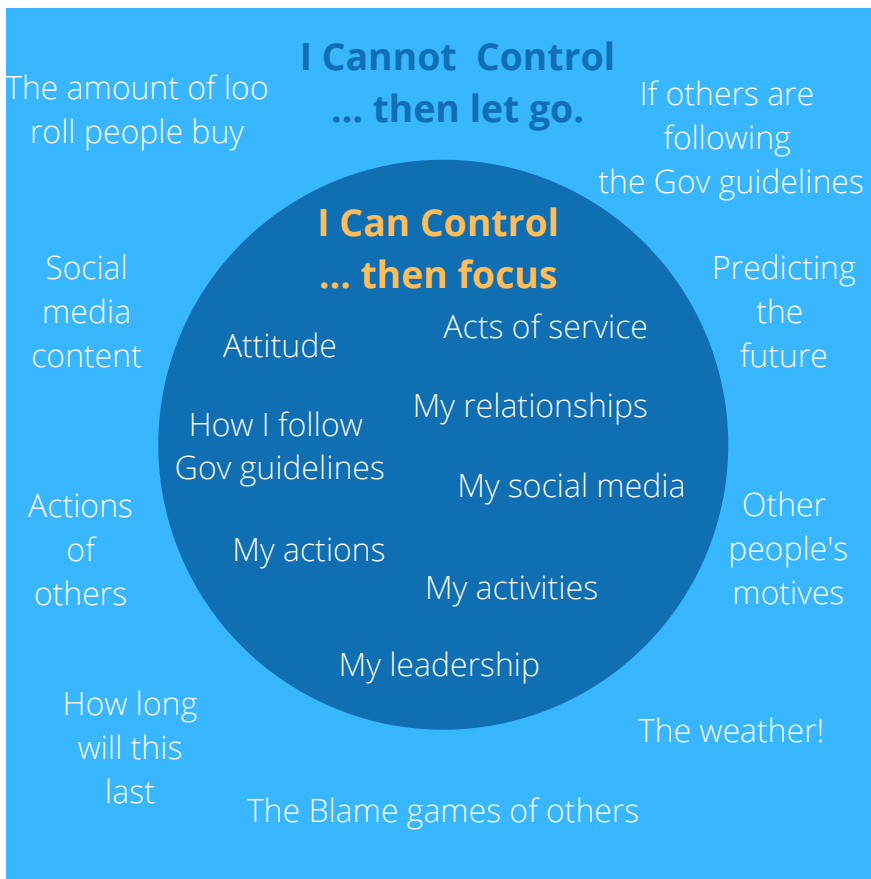 I Cannot Control
... then let go.
The amount of loo
roll people buy
If others are
following
the Gov guidelines
I Can Control
... then focus
Social
media
content
Predicting
the
future
Attitude
Acts of service
How I follow
Gov guidelines
My relationships
My social media
Actions
of
others
Other
people's
motives
My actions
My activities
My leadership
How long
will this
last
The weather!
The Blame games of others